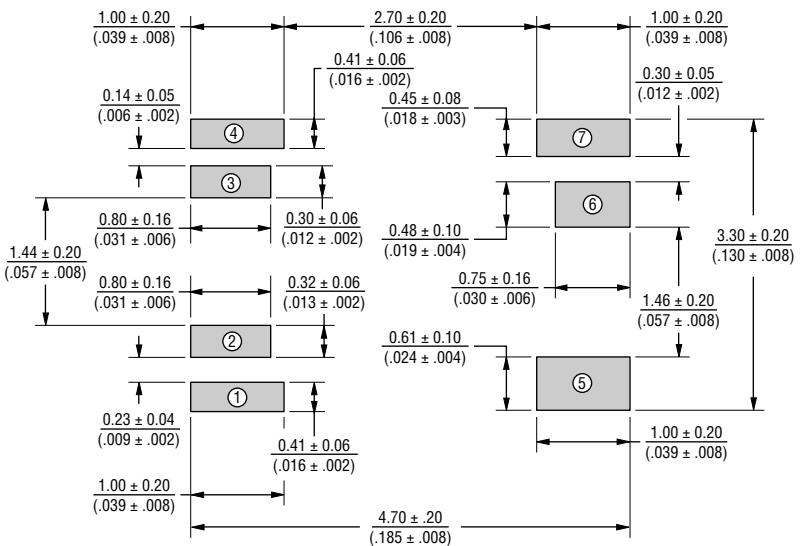 1.00 ± 0.20
(.039 ± .008)
2.70 ± 0.20
(.106 ± .008)
1.00 ± 0.20
(.039 ± .008)
0.41 ± 0.06
(.016 ± .002)
0.30 ± 0.05
(.012 ± .002)
0.14 ± 0.05
(.006 ± .002)
0.45 ± 0.08
(.018 ± .003)
4
7
3
6
0.80 ± 0.16
(.031 ± .006)
0.30 ± 0.06
(.012 ± .002)
0.48 ± 0.10
(.019 ± .004)
3.30 ± 0.20
(.130 ± .008)
1.44 ± 0.20
(.057 ± .008)
0.80 ± 0.16
(.031 ± .006)
0.32 ± 0.06
(.013 ± .002)
0.75 ± 0.16
(.030 ± .006)
1.46 ± 0.20
(.057 ± .008)
2
0.61 ± 0.10
(.024 ± .004)
5
1
0.23 ± 0.04
(.009 ± .002)
0.41 ± 0.06
(.016 ± .002)
1.00 ± 0.20
(.039 ± .008)
1.00 ± 0.20
(.039 ± .008)
4.70 ± .20
(.185 ± .008)